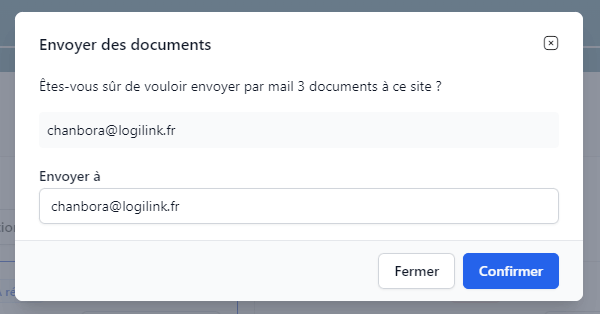 Envoyer des documents
Êtes-vous sûr de vouloir envoyer par mail 3 documents à ce site ?
chanbora@logilink.fr
Envoyer à
chanbora@logilink.fr
Fermer
Confirmer